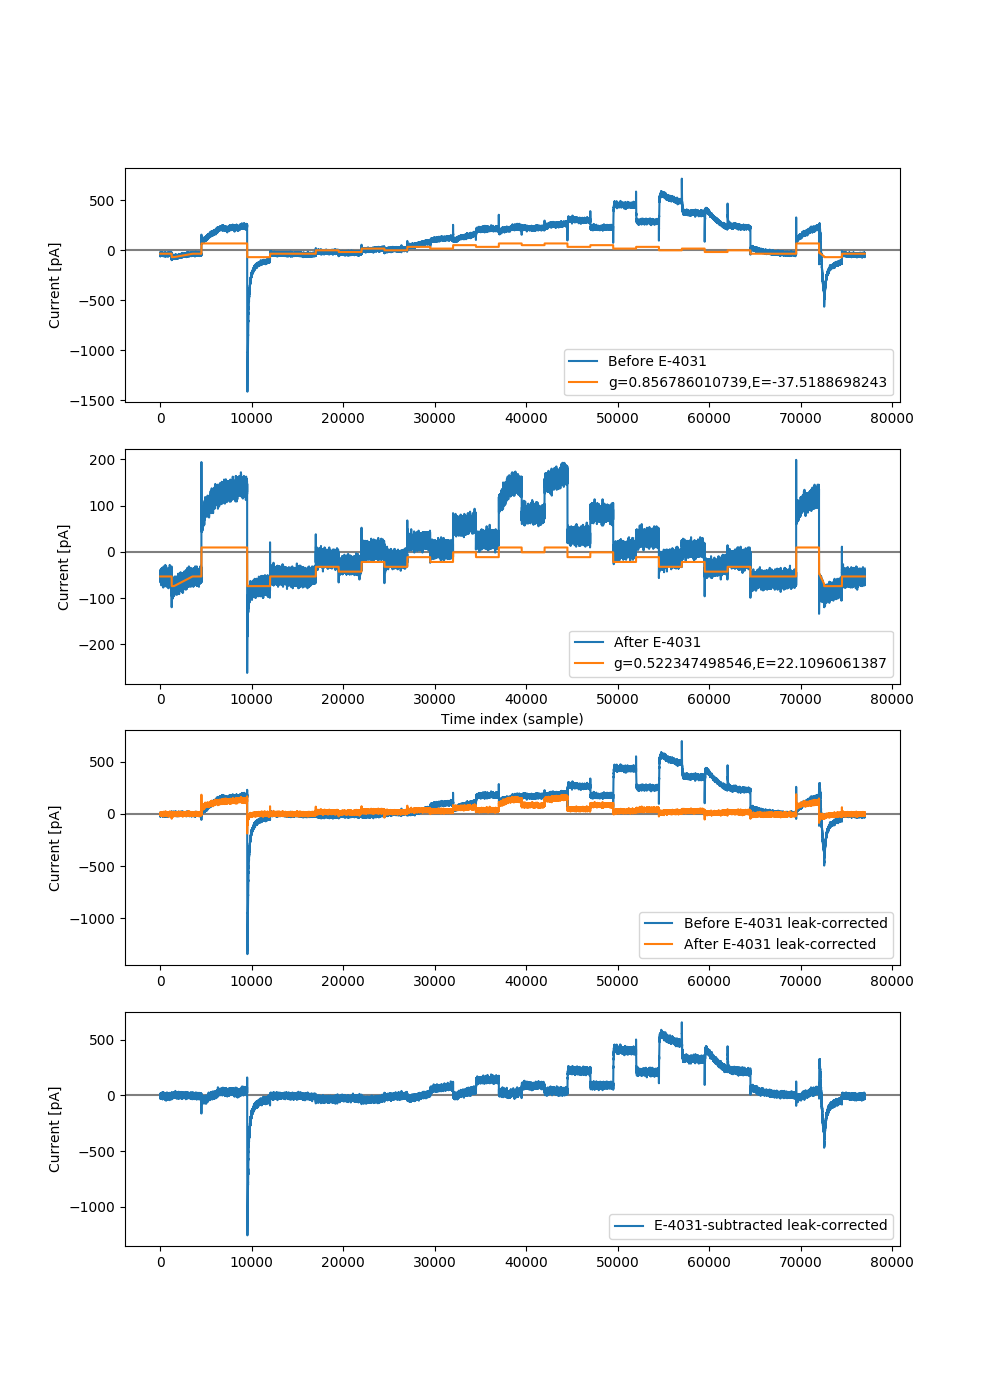 500
0
−500
−1000
−1500
Current [pA]
Before E-4031
g=0.856786010739,E=-37.5188698243
0 10000 20000 30000 40000 50000 60000 70000 80000
200
100
0
−100
−200
Current [pA]
After E-4031
g=0.522347498546,E=22.1096061387
0 10000 20000 30000 40000 50000 60000 70000 80000
Time index (sample)
500
0
−500
−1000
Current [pA]
Before E-4031 leak-corrected
After E-4031 leak-corrected
0 10000 20000 30000 40000 50000 60000 70000 80000
500
0
−500
−1000
Current [pA]
E-4031-subtracted leak-corrected
0 10000 20000 30000 40000 50000 60000 70000 80000